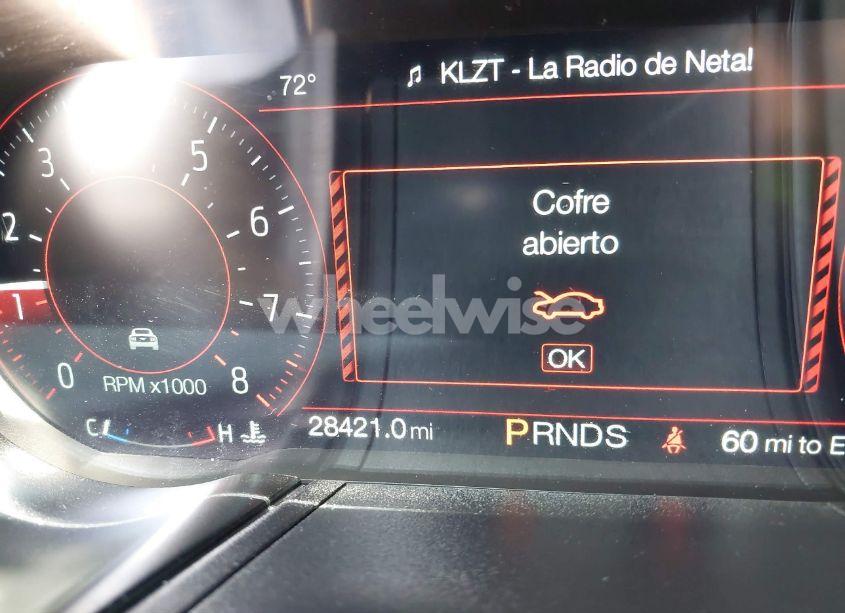 72°
♫ KLZT - La Radio de Neta!
3
5
2
6
1
7
0
8
RPM x1000
Cofre
abierto
OK
wheelwise
C
H
28421.0 mi
PRNDS
60 mi to E